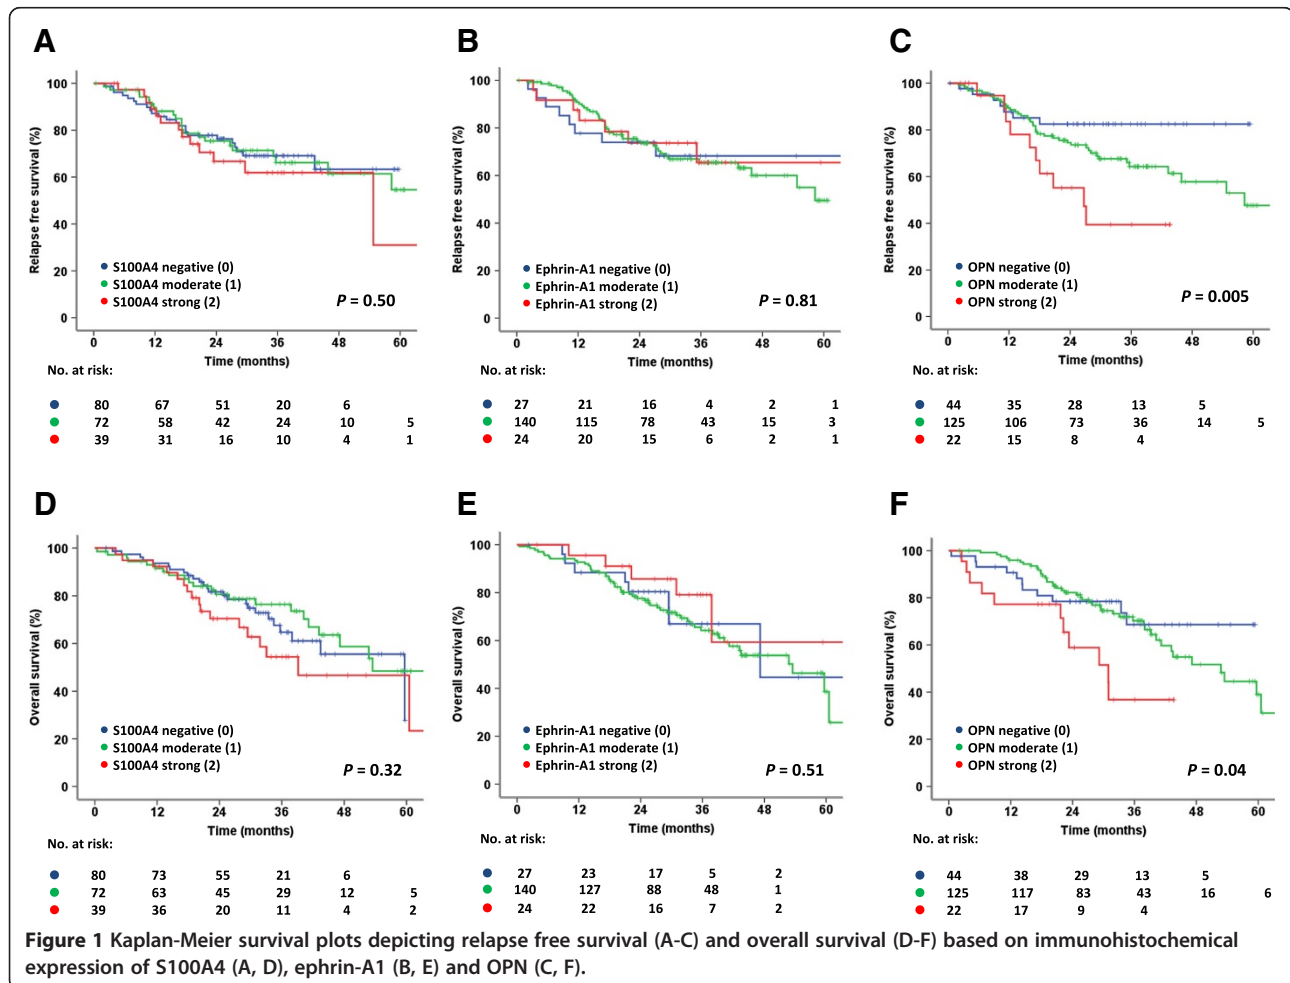 A
Relapse free survival (%)
100
80
60
40
20
0
S100A4 negative (0)
S100A4 moderate (1)
S100A4 strong (2)
P = 0.50
0 12 24 36 48 60
Time (months)
No. at risk:
80 67 51 20 6
72 58 42 24 10 5
39 31 16 10 4 1
B
Relapse free survival (%)
100
80
60
40
20
0
Ephrin-A1 negative (0)
Ephrin-A1 moderate (1)
Ephrin-A1 strong (2)
P = 0.81
0 12 24 36 48 60
Time (months)
No. at risk:
27 21 16 4 2 1
140 115 78 43 15 3
24 20 15 6 2 1
C
Relapse free survival (%)
100
80
60
40
20
0
OPN negative (0)
OPN moderate (1)
OPN strong (2)
P = 0.005
0 12 24 36 48 60
Time (months)
No. at risk:
44 35 28 13 5
125 106 73 36 14 5
22 15 8 4
D
Overall survival (%)
100
80
60
40
20
0
S100A4 negative (0)
S100A4 moderate (1)
S100A4 strong (2)
P = 0.32
0 12 24 36 48 60
Time (months)
No. at risk:
80 73 55 21 6
72 63 45 29 12 5
39 36 20 11 4 2
E
Overall survival (%)
100
80
60
40
20
0
Ephrin-A1 negative (0)
Ephrin-A1 moderate (1)
Ephrin-A1 strong (2)
P = 0.51
0 12 24 36 48 60
Time (months)
No. at risk:
27 23 17 5 2
140 127 88 48 1
24 22 16 7 2
F
Overall survival (%)
100
80
60
40
20
0
OPN negative (0)
OPN moderate (1)
OPN strong (2)
P = 0.04
0 12 24 36 48 60
Time (months)
No. at risk:
44 38 29 13 5
125 117 83 43 16 6
22 17 9 4
Figure 1 Kaplan-Meier survival plots depicting relapse free survival (A-C) and overall survival (D-F) based on immunohistochemical
expression of S100A4 (A, D), ephrin-A1 (B, E) and OPN (C, F).